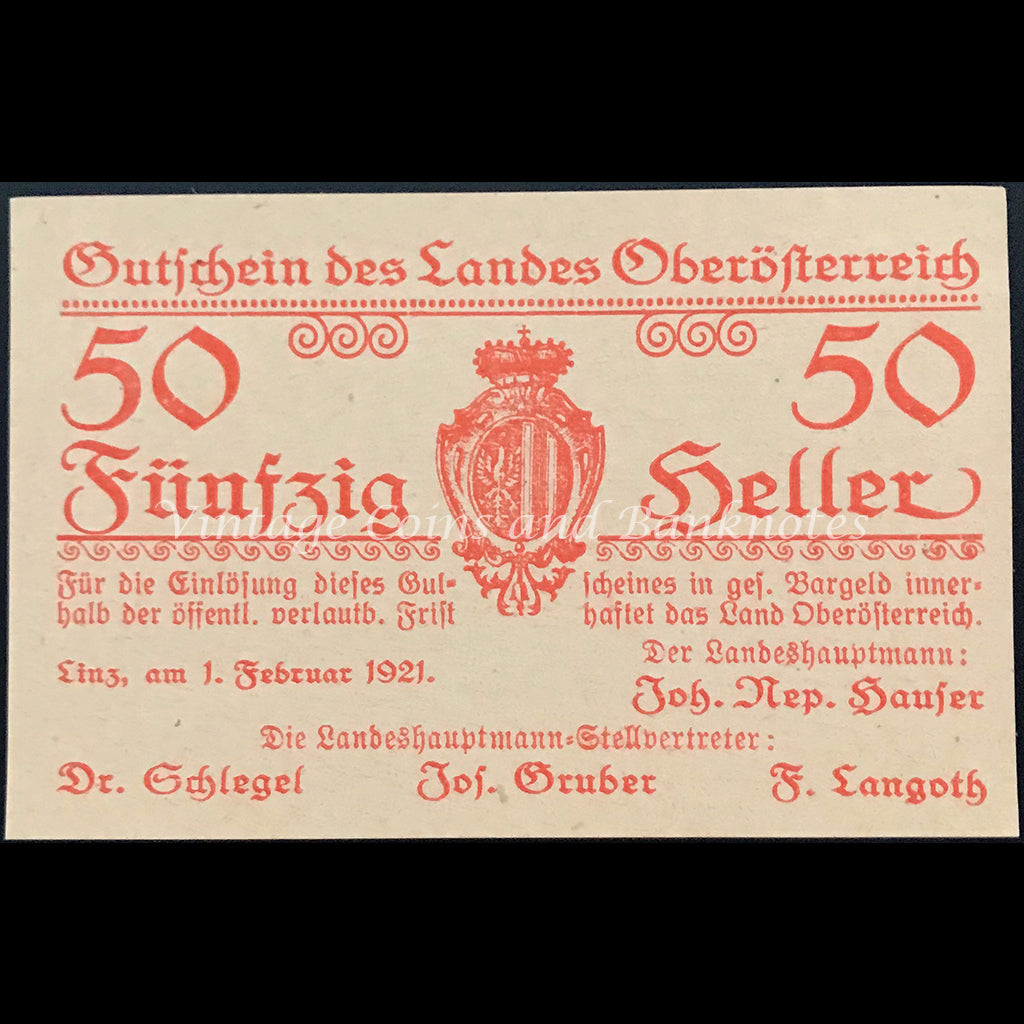 Gutschein des Landes Oberösterreich
50 50
Fünfzig Heller
Vintage Coins and Banknotes
Für die Einlösung dieses Gut- scheines in ges. Bargeld inner-
halb der öffentl. verlautb. Frist haftet das Land Oberösterreich.
Linz, am 1. Februar 1921.
Der Landeshauptmann:
Joh. Nep. Hauser
Die Landeshauptmann-Stellvertreter:
Dr. Schlegel Jos. Gruber F. Langoth